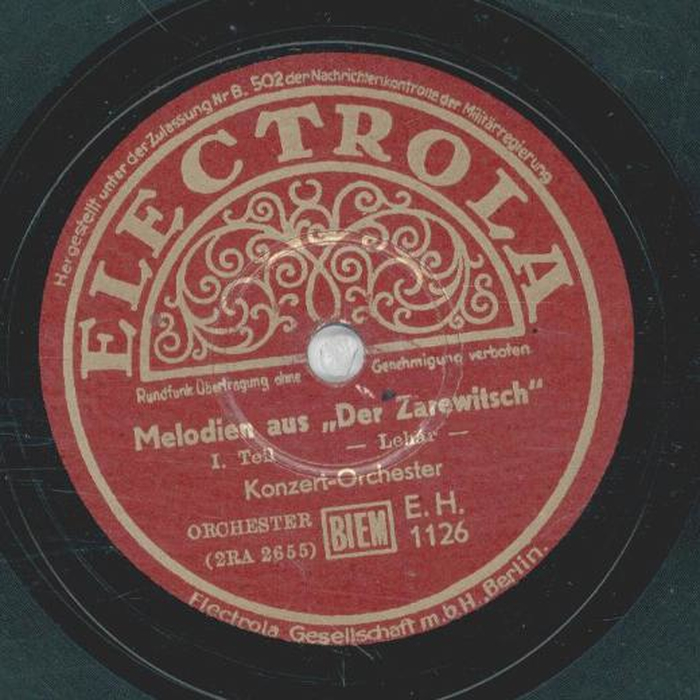 Hergestellt unter der Zulassung Nr B. 502 der Nachrichtenkontrolle der Militärregierung
ELECTROLA
Rundfunk Übertragung ohne Genehmigung verboten
Melodien aus „Der Zarewitsch“
I. Teil — Lehár —
Konzert-Orchester
ORCHESTER BIEM E. H.
(2RA 2655) 1126
Electrola Gesellschaft m.b.H. Berlin.